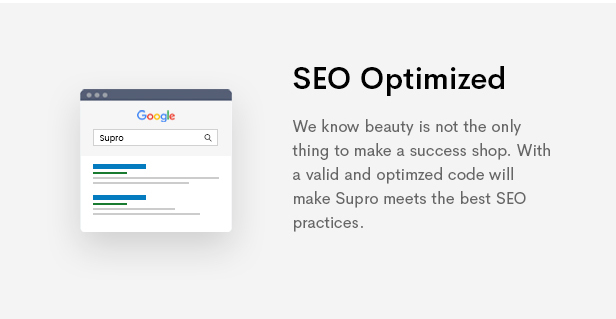 SEO Optimized
Google
Supro
We know beauty is not the only
thing to make a success shop. With
a valid and optimzed code will
make Supro meets the best SEO
practices.